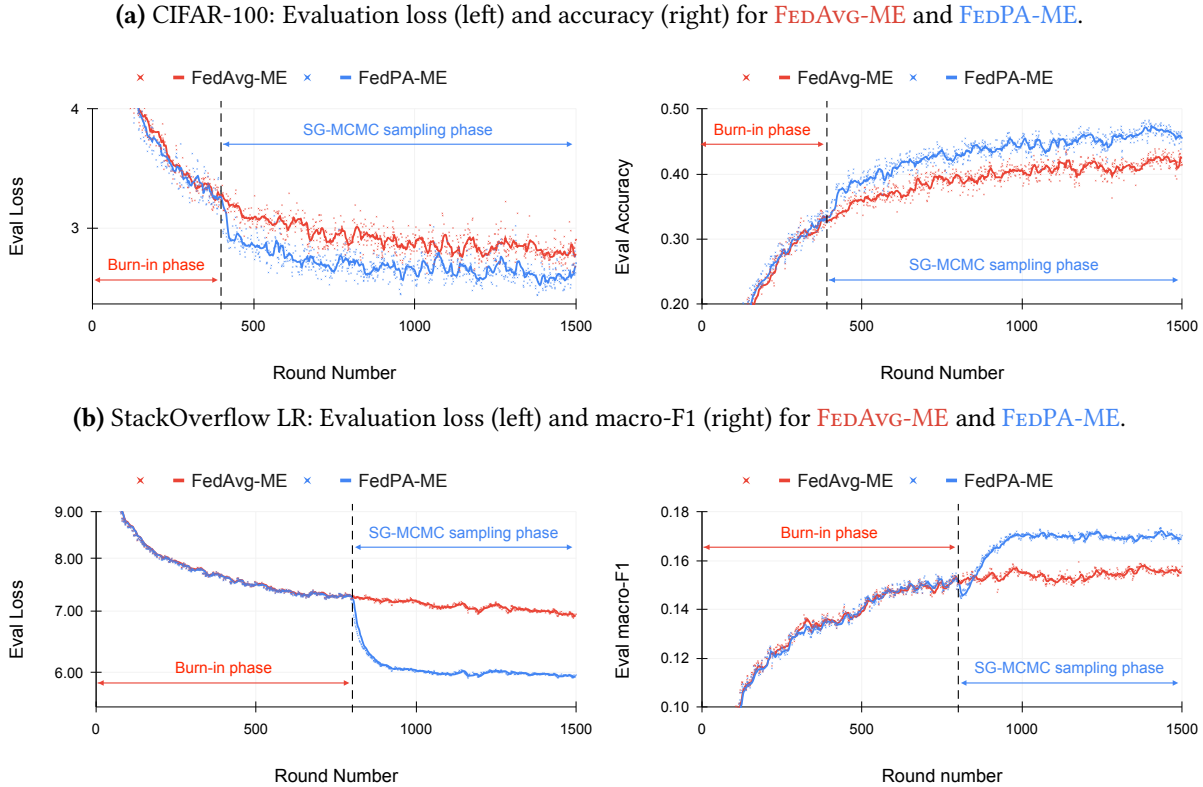 (a) CIFAR-100: Evaluation loss (left) and accuracy (right) for FEDAVG-ME and FEDPA-ME.
FedAvg-ME FedPA-ME
4
3
Eval Loss
SG-MCMC sampling phase
Burn-in phase
0 500 1000 1500
Round Number
FedAvg-ME FedPA-ME
0.50
0.40
0.30
0.20
Eval Accuracy
Burn-in phase
SG-MCMC sampling phase
0 500 1000 1500
Round Number
(b) StackOverflow LR: Evaluation loss (left) and macro-F1 (right) for FEDAVG-ME and FEDPA-ME.
FedAvg-ME FedPA-ME
9.00
8.00
7.00
6.00
Eval Loss
SG-MCMC sampling phase
Burn-in phase
0 500 1000 1500
Round Number
FedAvg-ME FedPA-ME
0.18
0.16
0.14
0.12
0.10
Eval macro-F1
Burn-in phase
SG-MCMC sampling phase
0 500 1000 1500
Round number